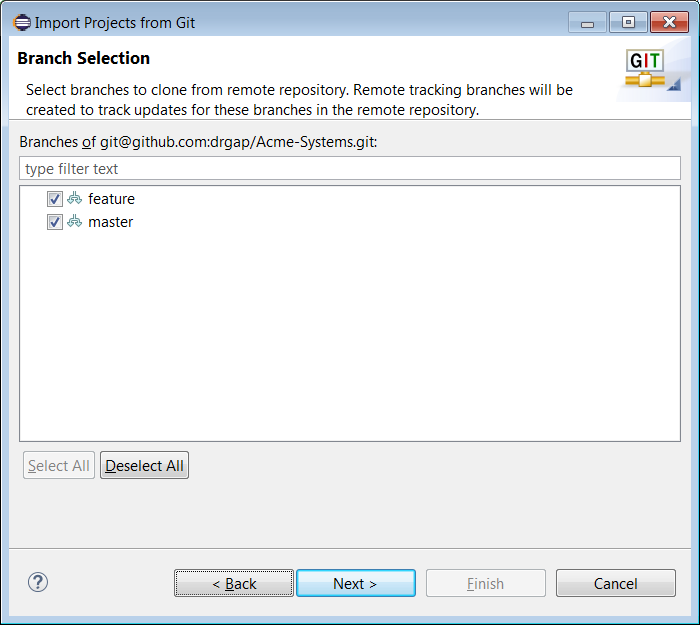 Import Projects from Git
Branch Selection
GIT
Select branches to clone from remote repository. Remote tracking branches will be
created to track updates for these branches in the remote repository.
Branches of git@github.com:drgap/Acme-Systems.git:
type filter text
feature
master
Select All Deselect All
? < Back Next > Finish Cancel